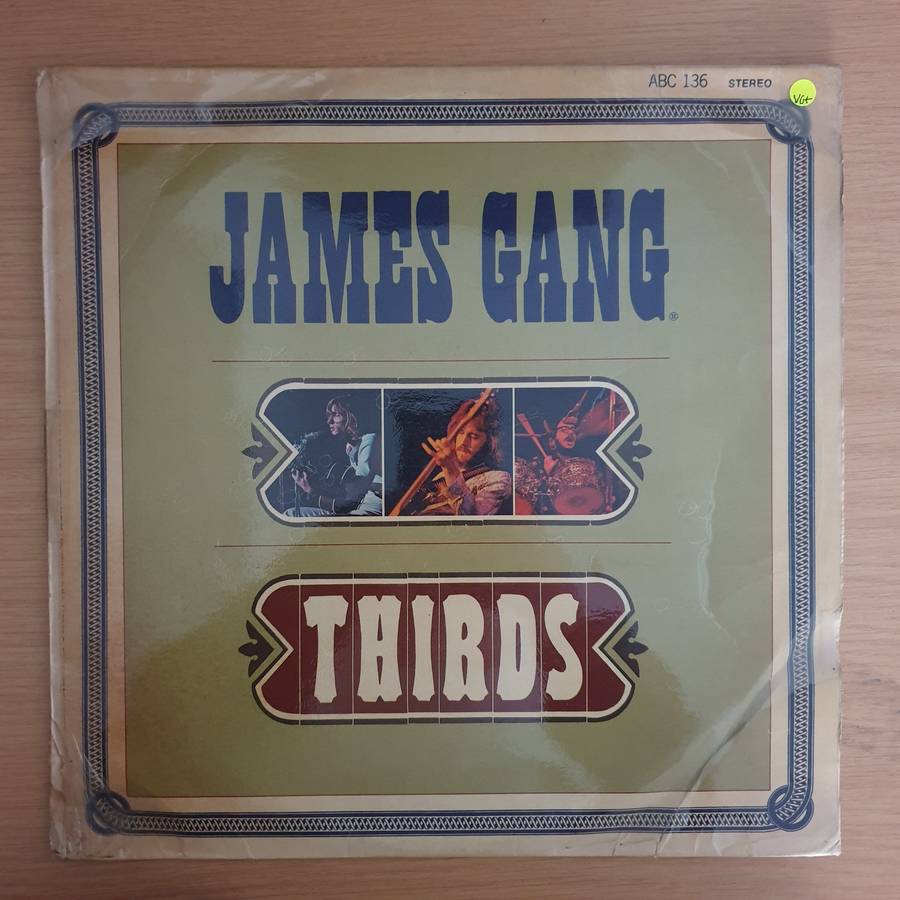 ABC 136 STEREO
VG+
JAMES GANG®
THIRDS